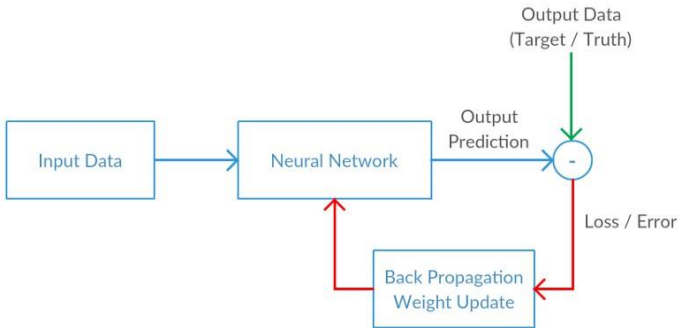 Output Data
(Target / Truth)
Input Data
Neural Network
Output
Prediction
-
Loss / Error
Back Propagation
Weight Update